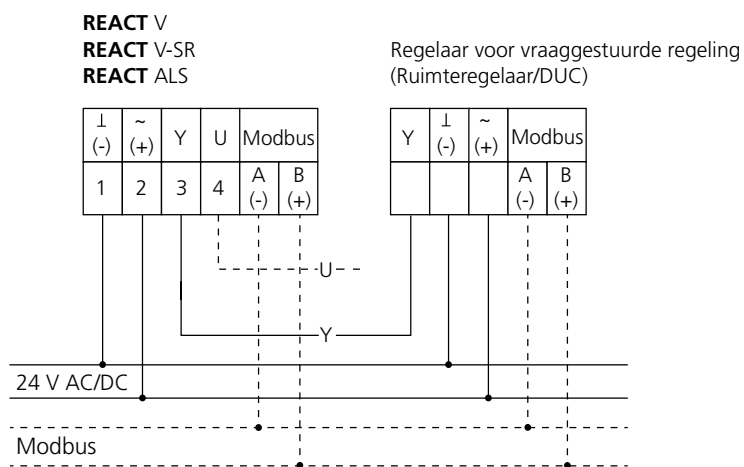 REACT V
REACT V-SR
REACT ALS
Regelaar voor vraaggestuurde regeling
(Ruimteregelaar/DUC)
⊥ ~ Y U Modbus
(-) (+)
1 2 3 4 A B
(-) (+)
Y ⊥ ~ Modbus
(-) (+)
A B
(-) (+)
U
Y
24 V AC/DC
Modbus